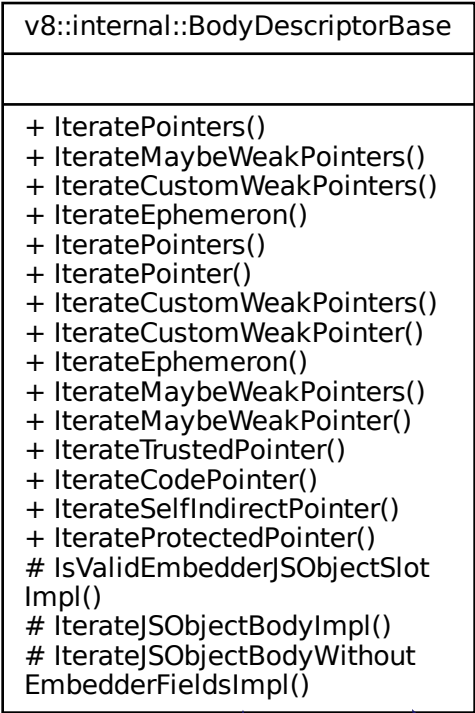 v8::internal::BodyDescriptorBase
+ IteratePointers()
+ IterateMaybeWeakPointers()
+ IterateCustomWeakPointers()
+ IterateEphemeron()
+ IteratePointers()
+ IteratePointer()
+ IterateCustomWeakPointers()
+ IterateCustomWeakPointer()
+ IterateEphemeron()
+ IterateMaybeWeakPointers()
+ IterateMaybeWeakPointer()
+ IterateTrustedPointer()
+ IterateCodePointer()
+ IterateSelfIndirectPointer()
+ IterateProtectedPointer()
# IsValidEmbedderJSObjectSlot
Impl()
# IterateJSObjectBodyImpl()
# IterateJSObjectBodyWithout
EmbedderFieldsImpl()